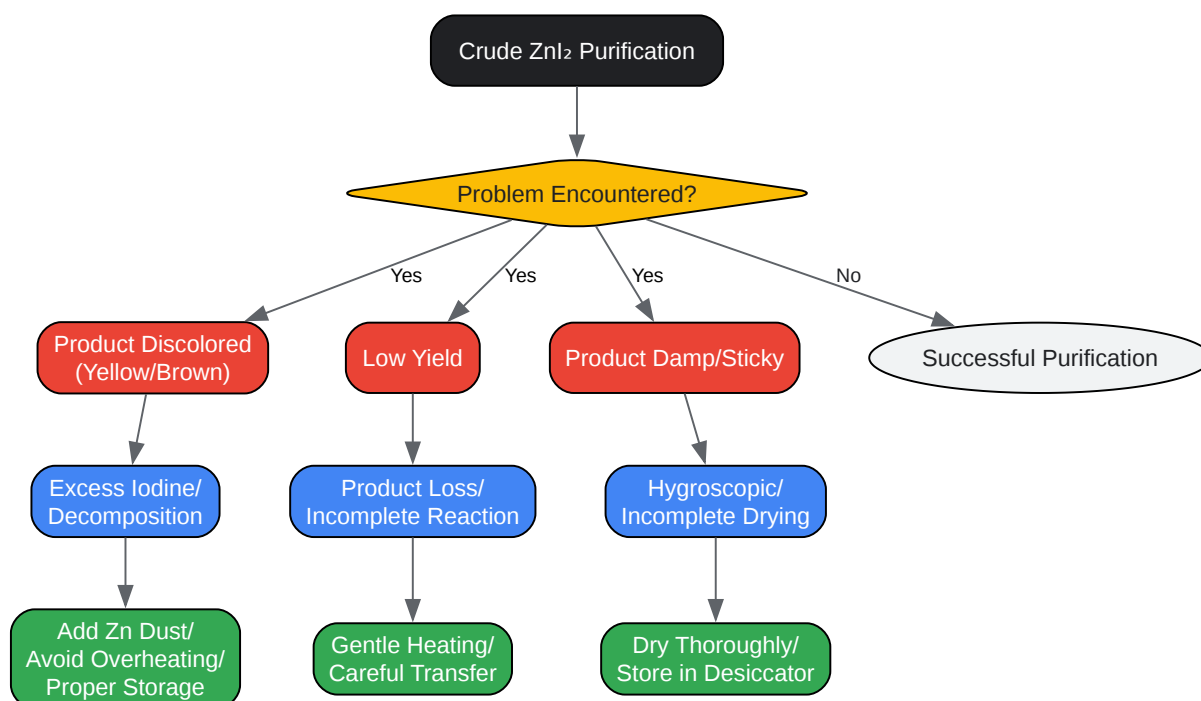 Crude ZnI₂ Purification
Problem Encountered?
Yes
Yes
Yes
No
Product Discolored
(Yellow/Brown)
Low Yield
Product Damp/Sticky
Successful Purification
Excess Iodine/
Decomposition
Product Loss/
Incomplete Reaction
Hygroscopic/
Incomplete Drying
Add Zn Dust/
Avoid Overheating/
Proper Storage
Gentle Heating/
Careful Transfer
Dry Thoroughly/
Store in Desiccator